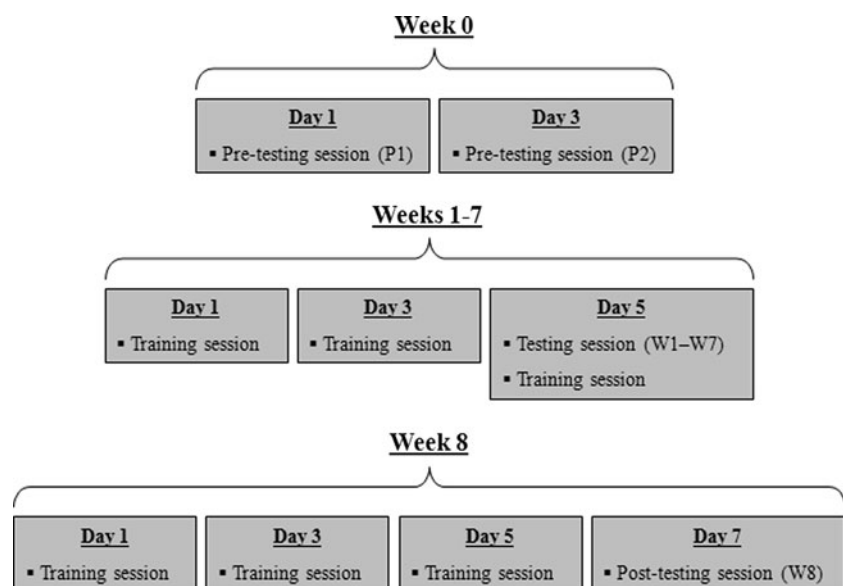 Week 0
Day 1
▪ Pre-testing session (P1)
Day 3
▪ Pre-testing session (P2)
Weeks 1-7
Day 1
▪ Training session
Day 3
▪ Training session
Day 5
▪ Testing session (W1–W7)
▪ Training session
Week 8
Day 1
▪ Training session
Day 3
▪ Training session
Day 5
▪ Training session
Day 7
▪ Post-testing session (W8)